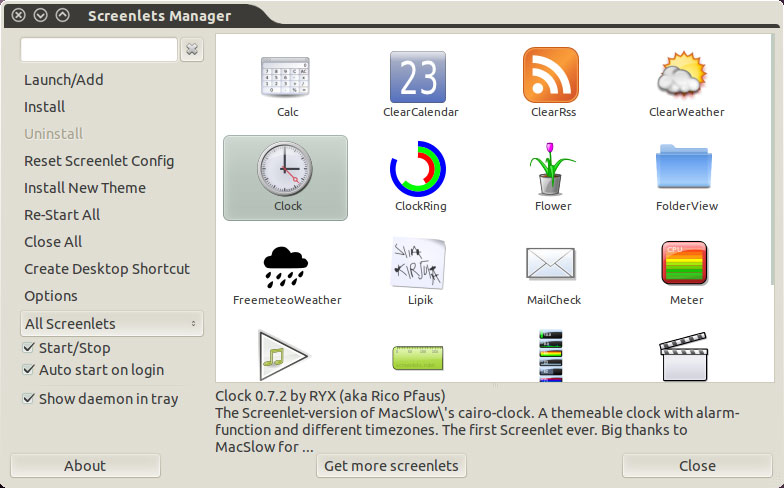 Screenlets Manager
Launch/Add
Install
Uninstall
Reset Screenlet Config
Install New Theme
Re-Start All
Close All
Create Desktop Shortcut
Options
All Screenlets
Start/Stop
Auto start on login
Show daemon in tray
Calc
23
ClearCalendar
ClearRss
ClearWeather
Clock
ClockRing
Flower
FolderView
FreemeteoWeather
Lipik
MailCheck
CPU
Meter
Clock 0.7.2 by RYX (aka Rico Pfaus)
The Screenlet-version of MacSlow\'s cairo-clock. A themeable clock with alarm-
function and different timezones. The first Screenlet ever. Big thanks to
MacSlow for ...
About
Get more screenlets
Close